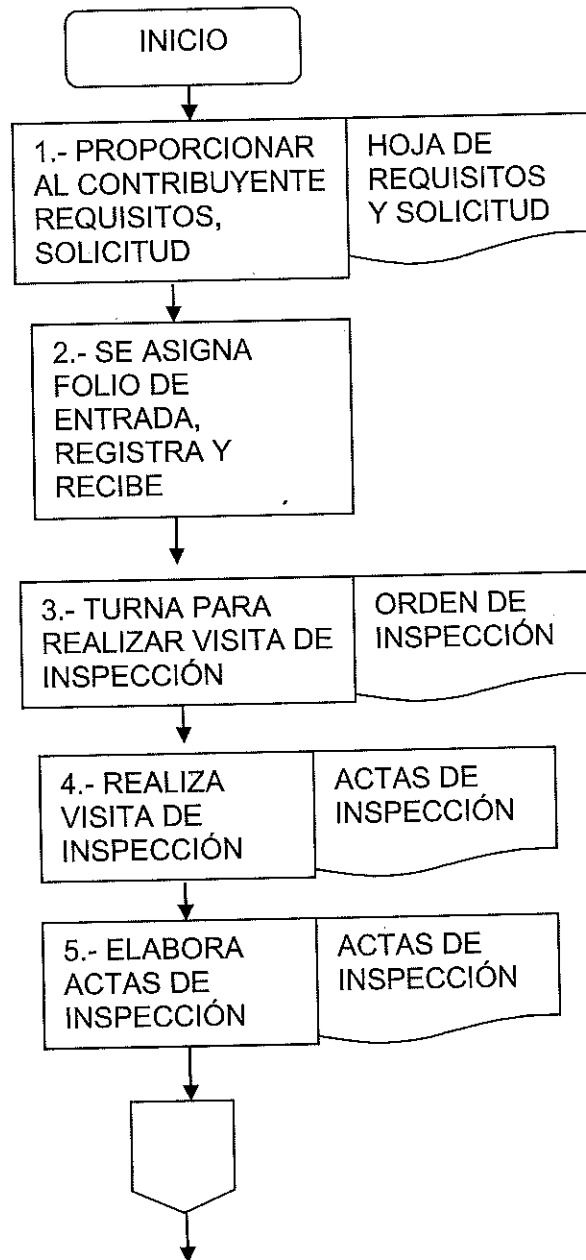 INICIO
1.- PROPORCIONAR
AL CONTRIBUYENTE
REQUISITOS,
SOLICITUD
HOJA DE
REQUISITOS
Y SOLICITUD
2.- SE ASIGNA
FOLIO DE
ENTRADA,
REGISTRA Y
RECIBE
3.- TURNA PARA
REALIZAR VISITA DE
INSPECCIÓN
ORDEN DE
INSPECCIÓN
4.- REALIZA
VISITA DE
INSPECCIÓN
ACTAS DE
INSPECCIÓN
5.- ELABORA
ACTAS DE
INSPECCIÓN
ACTAS DE
INSPECCIÓN